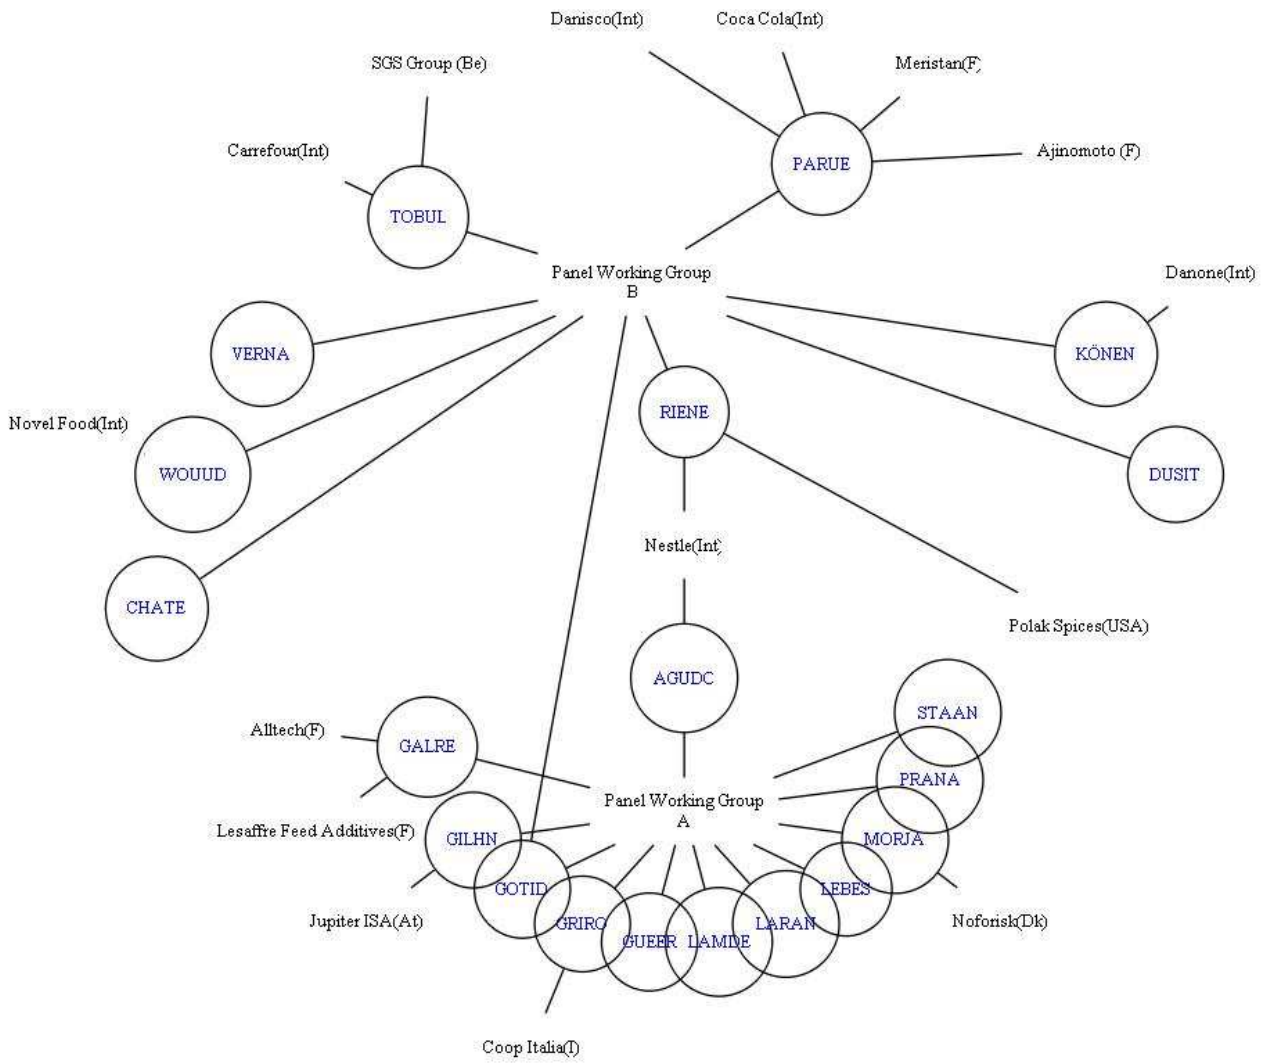 Danisco(Int)
Coca Cola(Int)
SGS Group (Be)
Meristan(F)
Carrefour(Int)
Ajinomoto (F)
PARUE
TOBUL
Panel Working Group
B
Danone(Int)
VERNA
KÖNEN
RIENE
Novel Food(Int)
WOUUD
DUSIT
Nestle(Int)
CHATE
Polak Spices(USA)
AGUDC
STAAN
Alltech(F)
GALRE
PRANA
Panel Working Group
A
Lesaffre Feed Additives(F)
GILHN
MORJA
GOTID
LEBES
Jupiter ISA(At)
GRIRO
LARAN
Noforisk(Dk)
GUEER
LAMDE
Coop Italia(I)